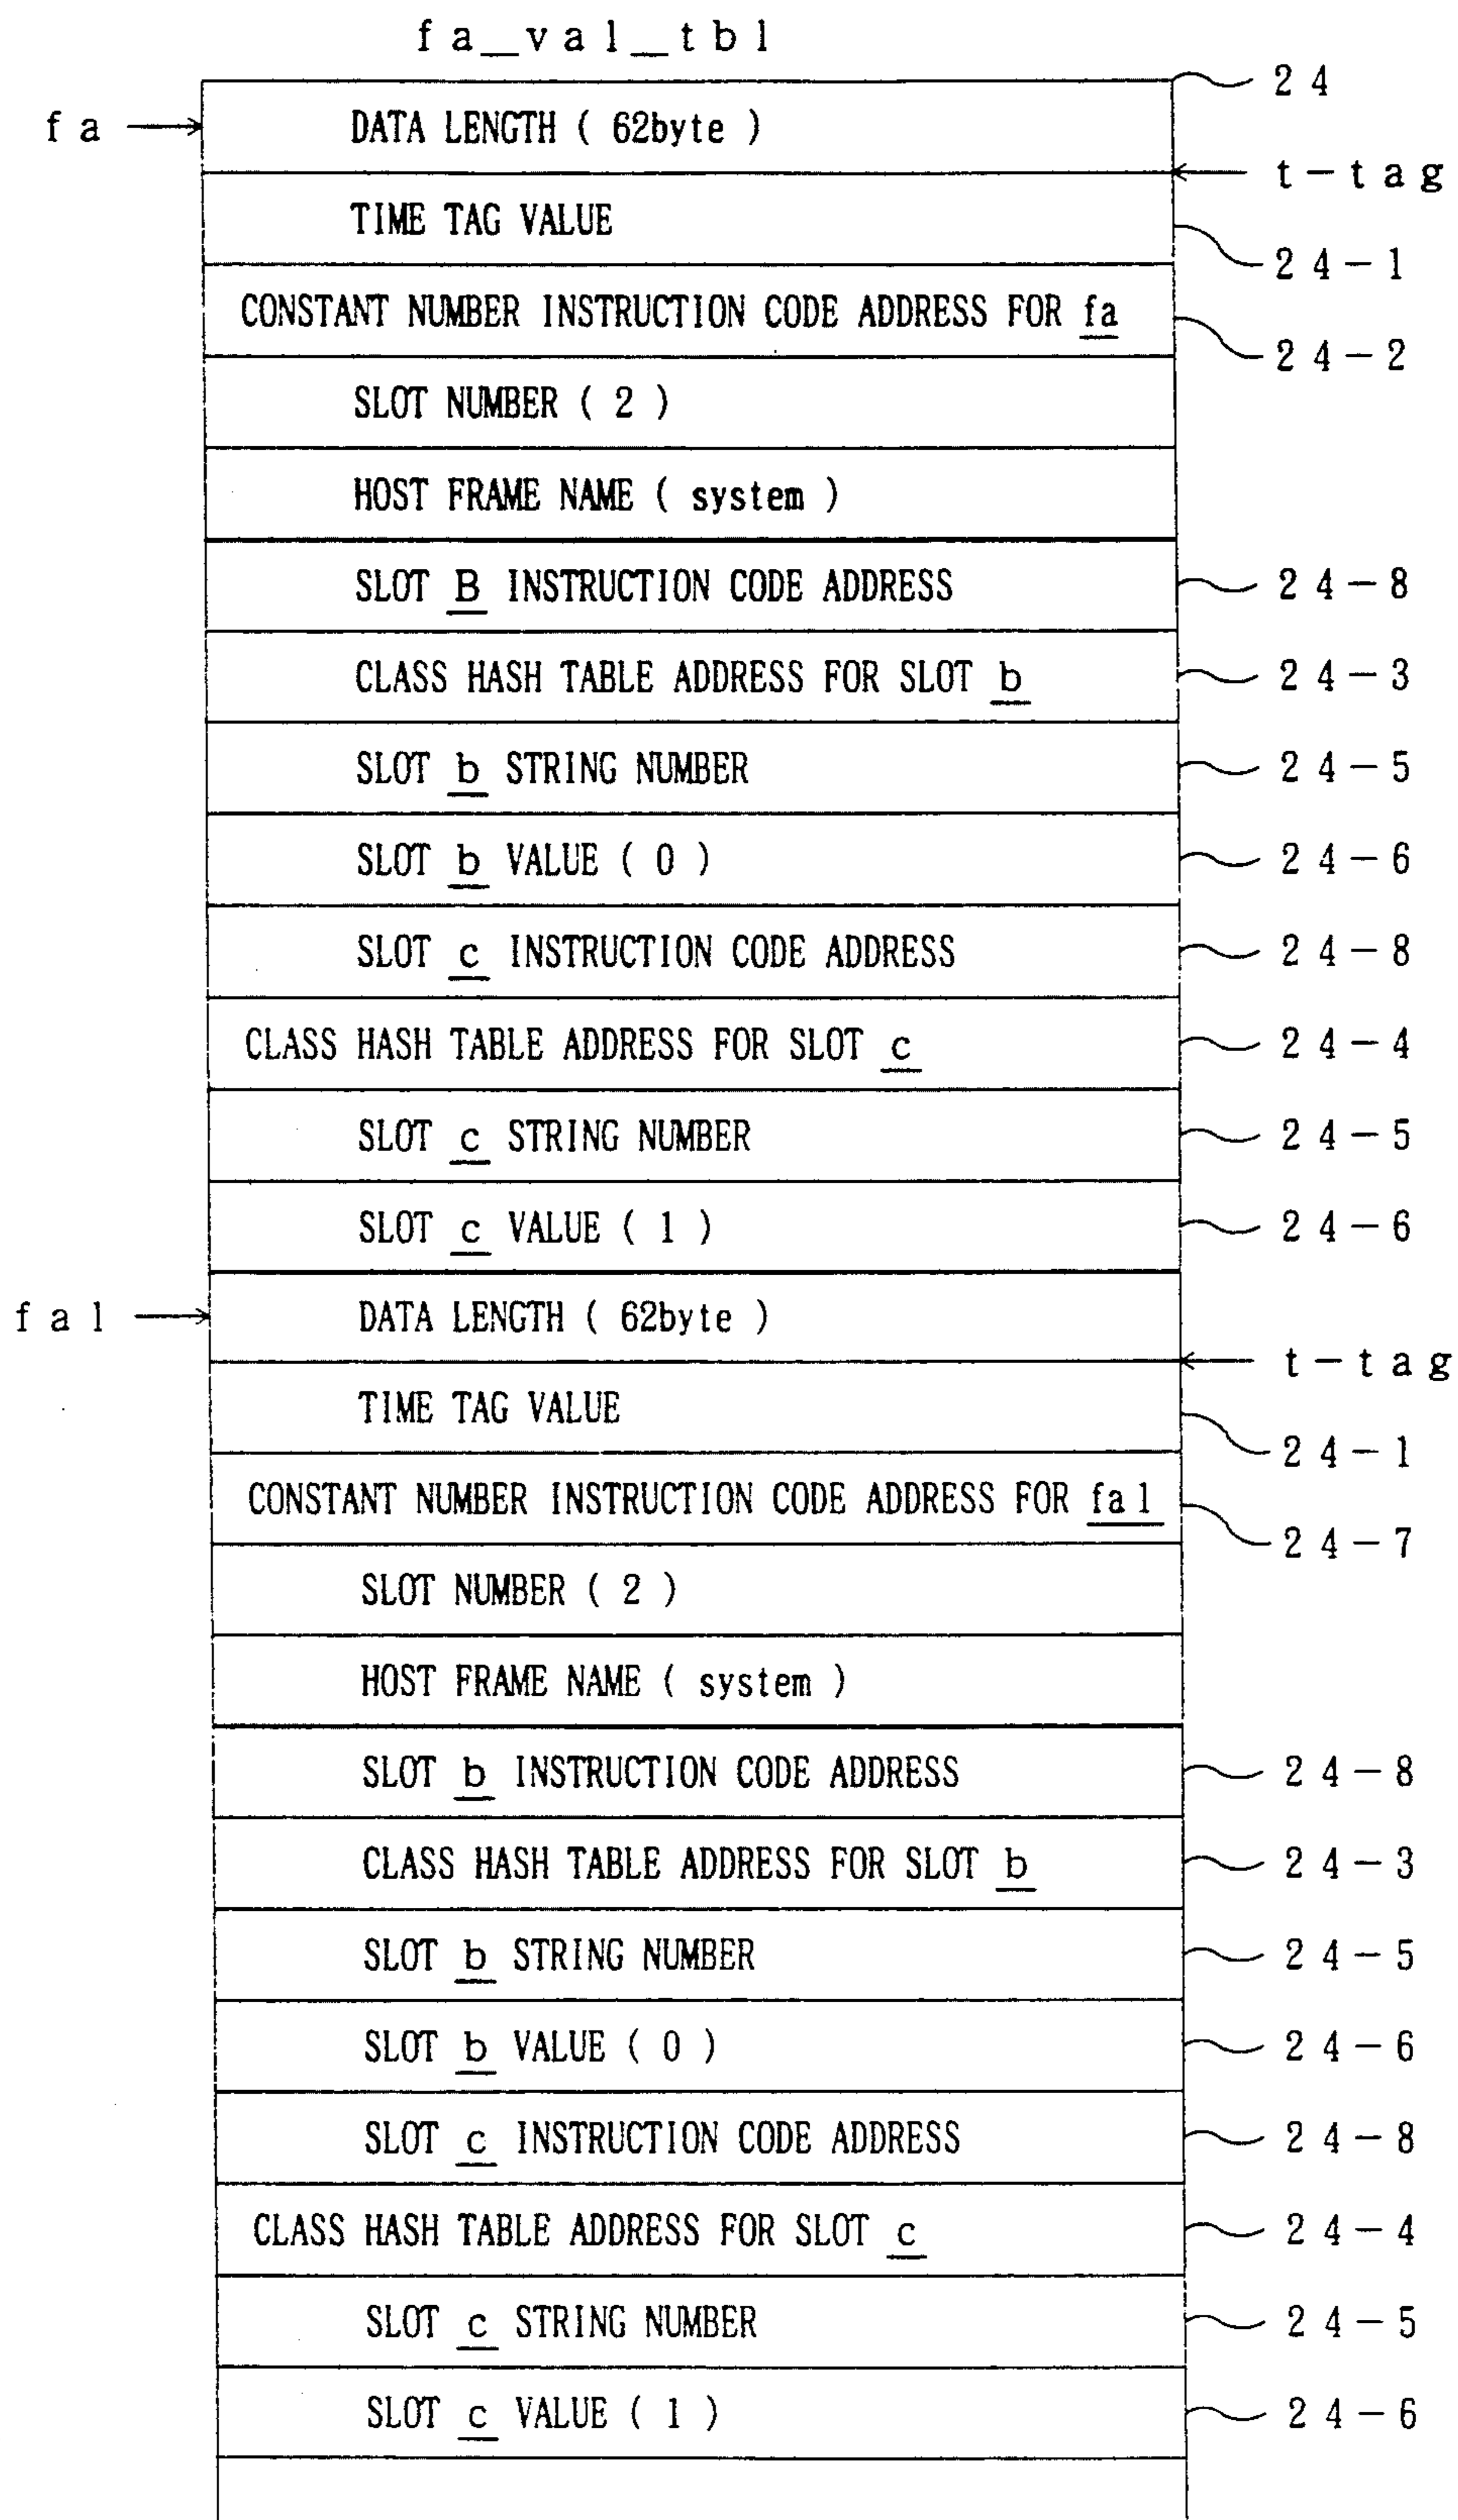 fa_val_tbl
24
fa → DATA LENGTH ( 62byte )
t-tag
TIME TAG VALUE
24-1
CONSTANT NUMBER INSTRUCTION CODE ADDRESS FOR fa
24-2
SLOT NUMBER ( 2 )
HOST FRAME NAME ( system )
SLOT B INSTRUCTION CODE ADDRESS 24-8
CLASS HASH TABLE ADDRESS FOR SLOT b 24-3
SLOT b STRING NUMBER 24-5
SLOT b VALUE ( 0 ) 24-6
SLOT c INSTRUCTION CODE ADDRESS 24-8
CLASS HASH TABLE ADDRESS FOR SLOT c 24-4
SLOT c STRING NUMBER 24-5
SLOT c VALUE ( 1 ) 24-6
fa1 → DATA LENGTH ( 62byte )
t-tag
TIME TAG VALUE
24-1
CONSTANT NUMBER INSTRUCTION CODE ADDRESS FOR fa1
24-7
SLOT NUMBER ( 2 )
HOST FRAME NAME ( system )
SLOT b INSTRUCTION CODE ADDRESS 24-8
CLASS HASH TABLE ADDRESS FOR SLOT b 24-3
SLOT b STRING NUMBER 24-5
SLOT b VALUE ( 0 ) 24-6
SLOT c INSTRUCTION CODE ADDRESS 24-8
CLASS HASH TABLE ADDRESS FOR SLOT c 24-4
SLOT c STRING NUMBER 24-5
SLOT c VALUE ( 1 ) 24-6